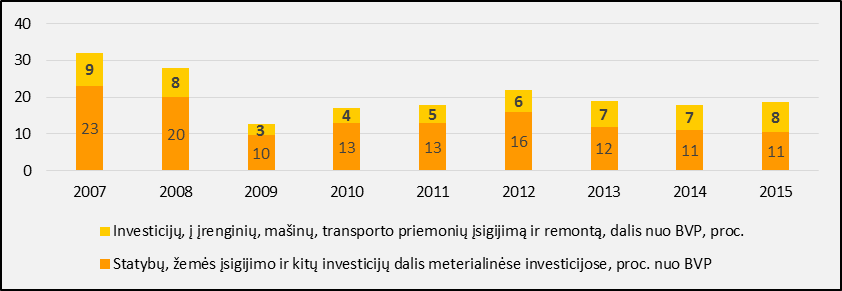 40
30
20
10
0
9 8 3 4 5 6 7 7 8
23 20 10 13 13 16 12 11 11
2007 2008 2009 2010 2011 2012 2013 2014 2015
Investicijų, į įrenginių, mašinų, transporto priemonių įsigijimą ir remontą, dalis nuo BVP, proc.
Statybų, žemės įsigijimo ir kitų investicijų dalis meterialinėse investicijose, proc. nuo BVP